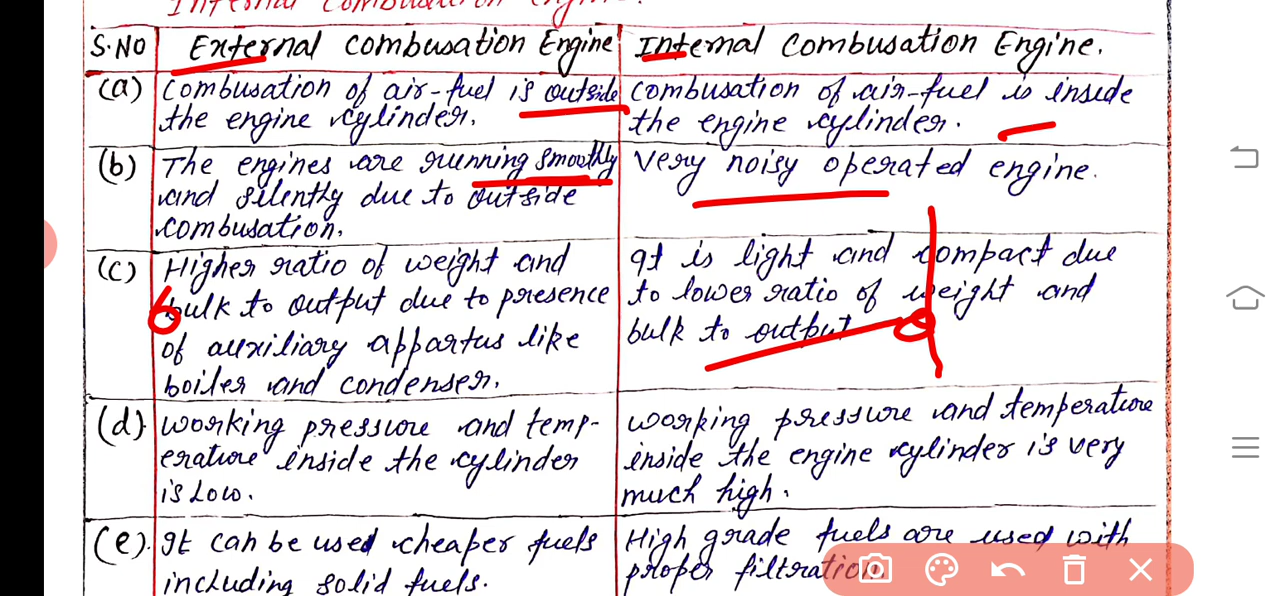 Internal Combusation Engine.
S.NO External Combusation Engine Internal Combusation Engine.
(a) Combusation of air-fuel is outside
the engine cylinder.
combusation of air-fuel is inside
the engine cylinder.
(b) The engines are running smoothly
and silently due to outside
combusation.
Very noisy operated engine.
(c) Higher ratio of weight and
bulk to output due to presence
of auxiliary appartus like
boiler and condenser.
It is light and compact due
to lower ratio of weight and
bulk to output
(d). working pressure and temp-
erature inside the cylinder
is Low.
working pressure and temperature
inside the engine cylinder is very
much high.
(e). It can be used cheaper fuels
including solid fuels.
High grade fuels are used with
proper filtration